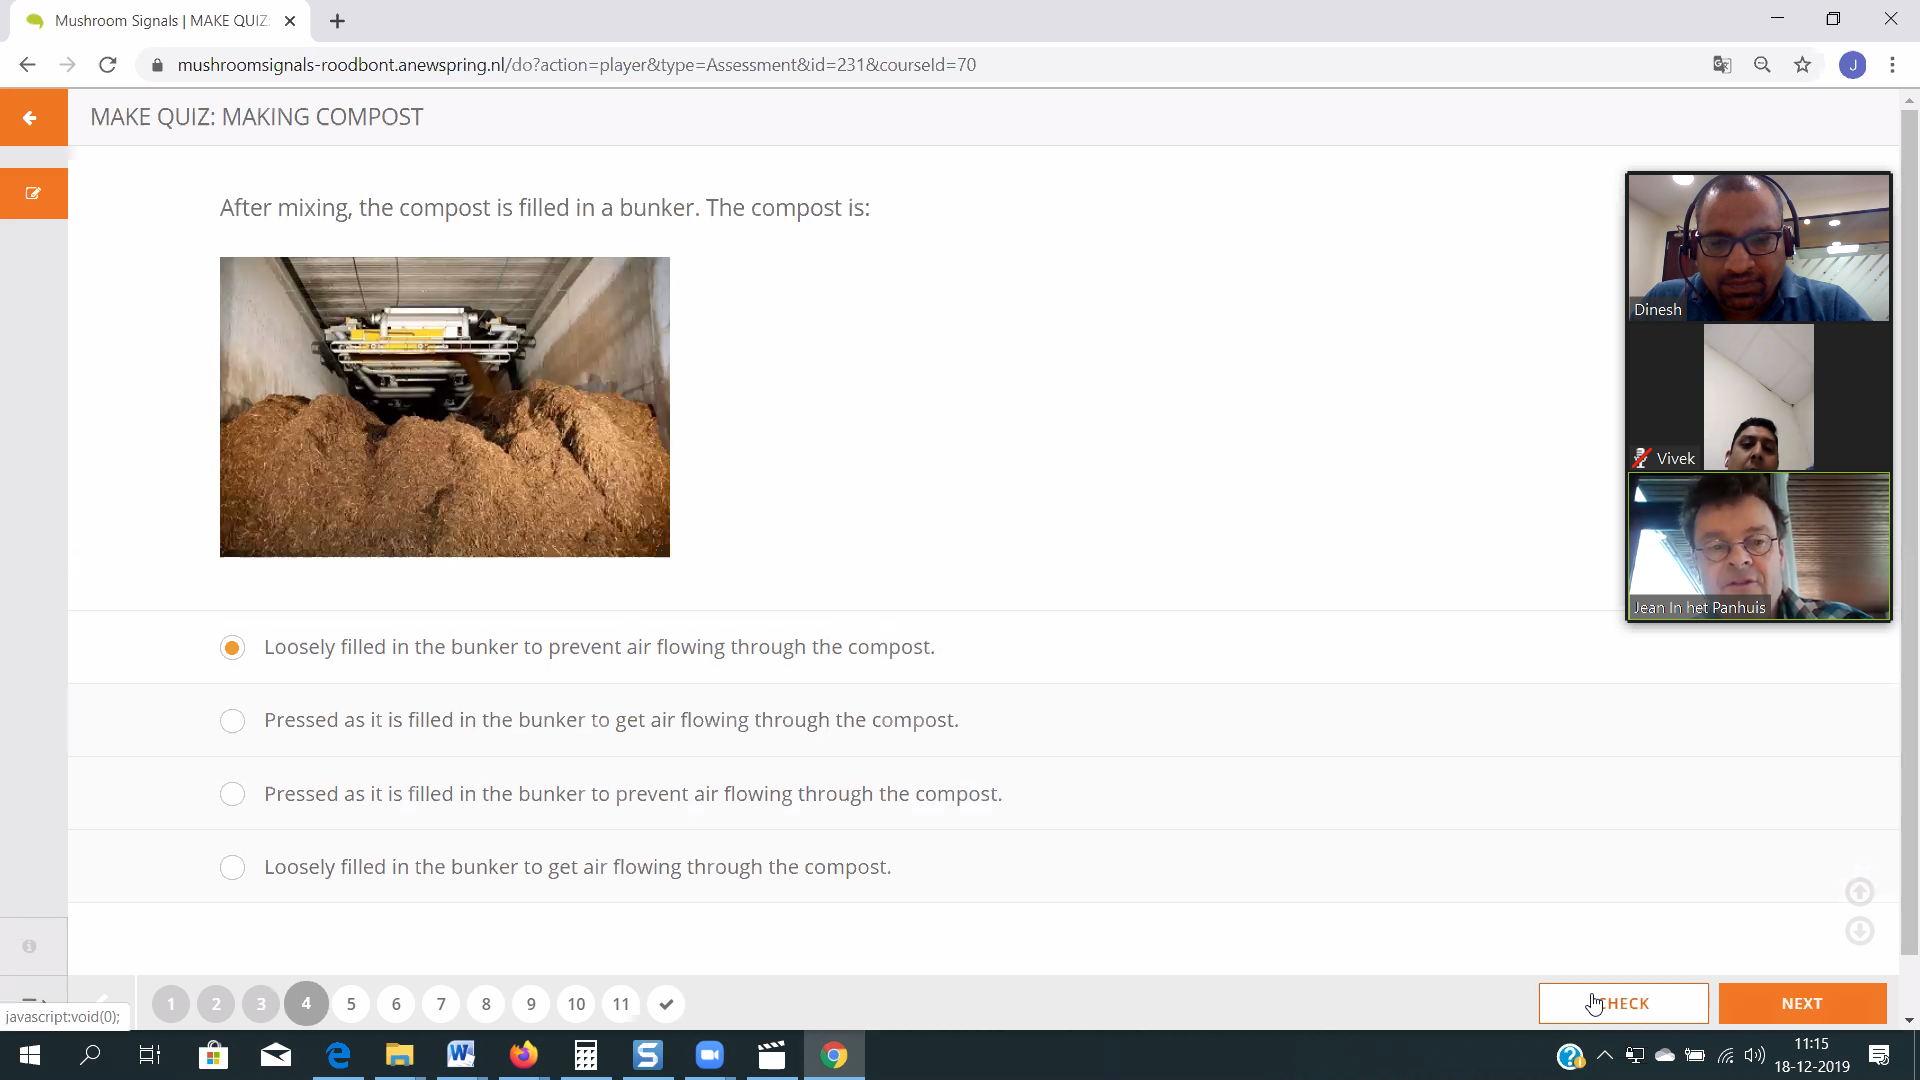 Mushroom Signals | MAKE QUIZ:
mushroomsignals-roodbont.anewspring.nl/do?action=player&type=Assessment&id=231&courseId=70
J
MAKE QUIZ: MAKING COMPOST
After mixing, the compost is filled in a bunker. The compost is:
Dinesh
Vivek
Jean In het Panhuis
Loosely filled in the bunker to prevent air flowing through the compost.
Pressed as it is filled in the bunker to get air flowing through the compost.
Pressed as it is filled in the bunker to prevent air flowing through the compost.
Loosely filled in the bunker to get air flowing through the compost.
1 2 3 4 5 6 7 8 9 10 11
CHECK
NEXT
javascript:void(0);
11:15
18-12-2019